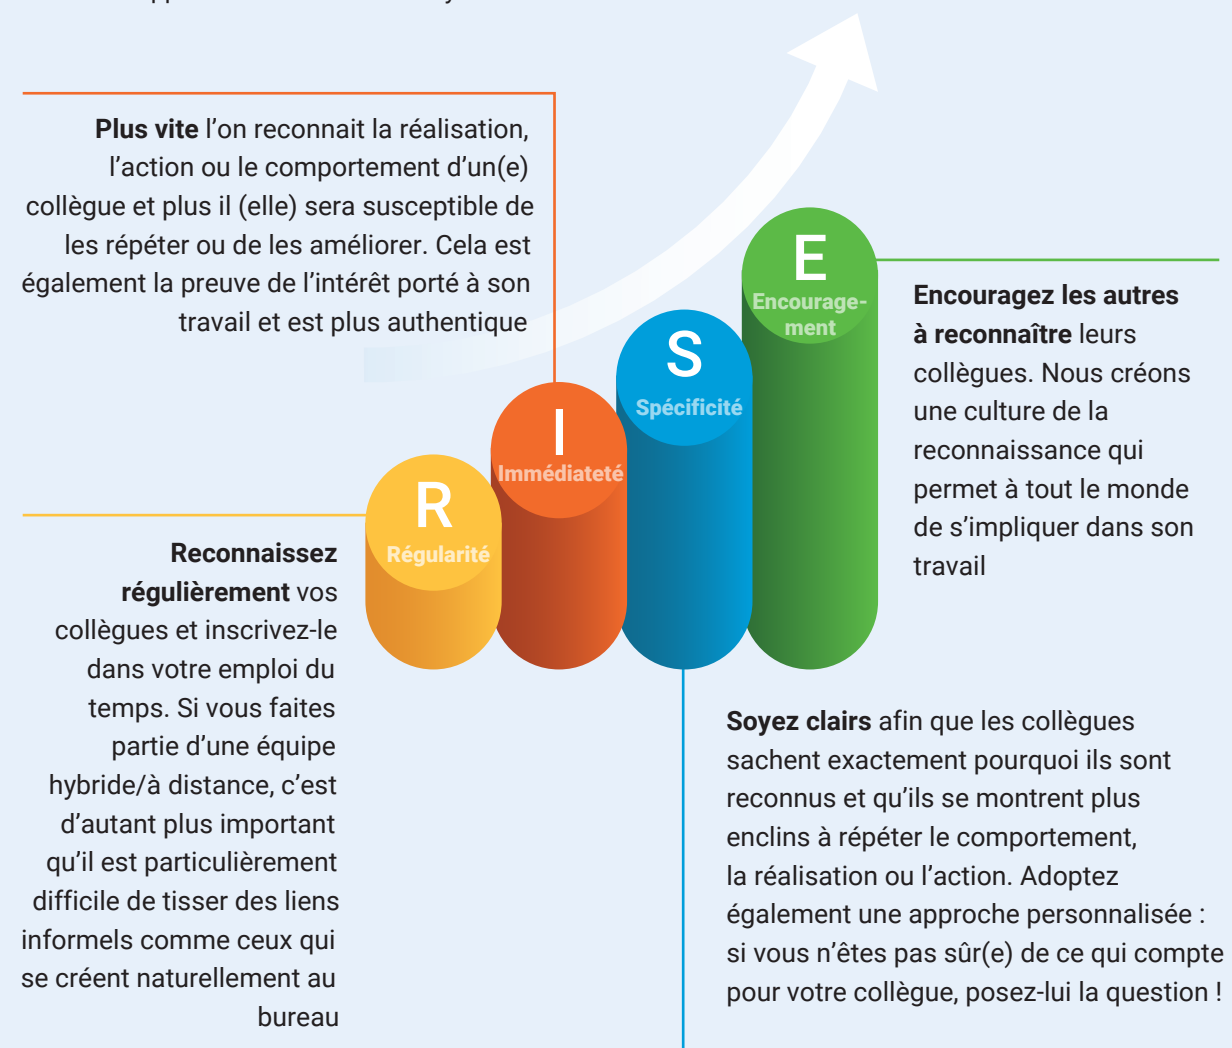 Plus vite l’on reconnait la réalisation,
l’action ou le comportement d’un(e)
collègue et plus il (elle) sera susceptible de
les répéter ou de les améliorer. Cela est
également la preuve de l’intérêt porté à son
travail et est plus authentique
E
Encourage-
ment
Encouragez les autres
à reconnaître leurs
collègues. Nous créons
une culture de la
reconnaissance qui
permet à tout le monde
de s’impliquer dans son
travail
S
Spécificité
I
Immédiateté
R
Régularité
Reconnaissez
régulièrement vos
collègues et inscrivez-le
dans votre emploi du
temps. Si vous faites
partie d’une équipe
hybride/à distance, c’est
d’autant plus important
qu’il est particulièrement
difficile de tisser des liens
informels comme ceux qui
se créent naturellement au
bureau
Soyez clairs afin que les collègues
sachent exactement pourquoi ils sont
reconnus et qu’ils se montrent plus
enclins à répéter le comportement,
la réalisation ou l’action. Adoptez
également une approche personnalisée :
si vous n’êtes pas sûr(e) de ce qui compte
pour votre collègue, posez-lui la question !